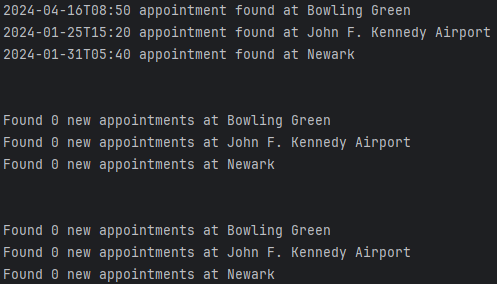 2024-04-16T08:50 appointment found at Bowling Green
2024-01-25T15:20 appointment found at John F. Kennedy Airport
2024-01-31T05:40 appointment found at Newark
Found 0 new appointments at Bowling Green
Found 0 new appointments at John F. Kennedy Airport
Found 0 new appointments at Newark
Found 0 new appointments at Bowling Green
Found 0 new appointments at John F. Kennedy Airport
Found 0 new appointments at Newark